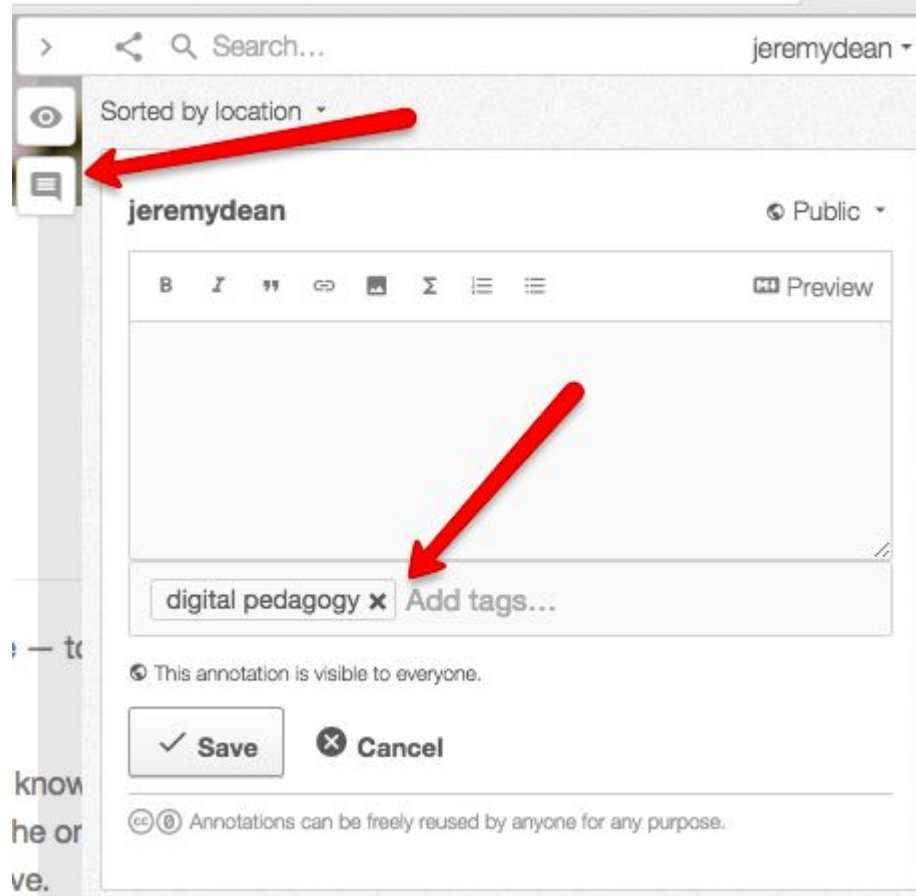 Search...
jeremydean
Sorted by location
jeremydean
Public
B I " Σ Preview
digital pedagogy × Add tags...
— to
This annotation is visible to everyone.
Save
Cancel
know
he or
Annotations can be freely reused by anyone for any purpose.
ve.